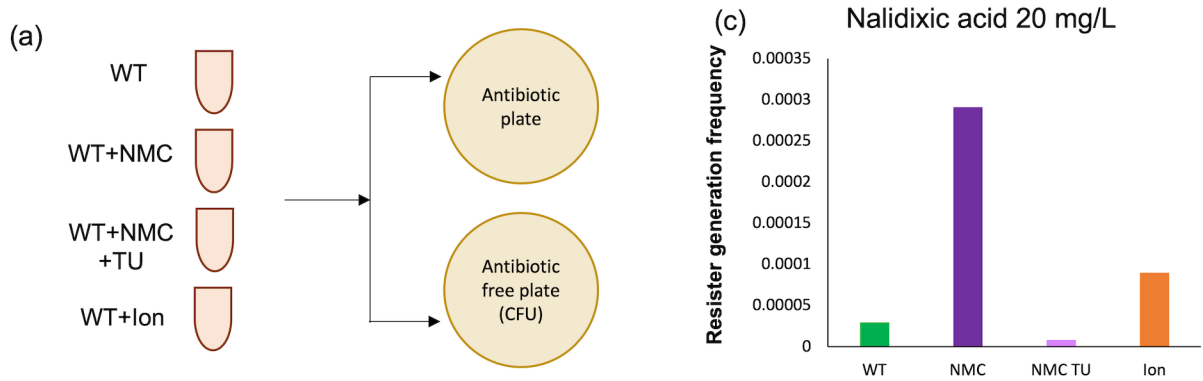 (a)
WT
WT+NMC
WT+NMC
+TU
WT+Ion
Antibiotic
plate
Antibiotic
free plate
(CFU)
(c)
Nalidixic acid 20 mg/L
Resister generation frequency
0.00035
0.0003
0.00025
0.0002
0.00015
0.0001
0.00005
0
WT
NMC
NMC TU
Ion